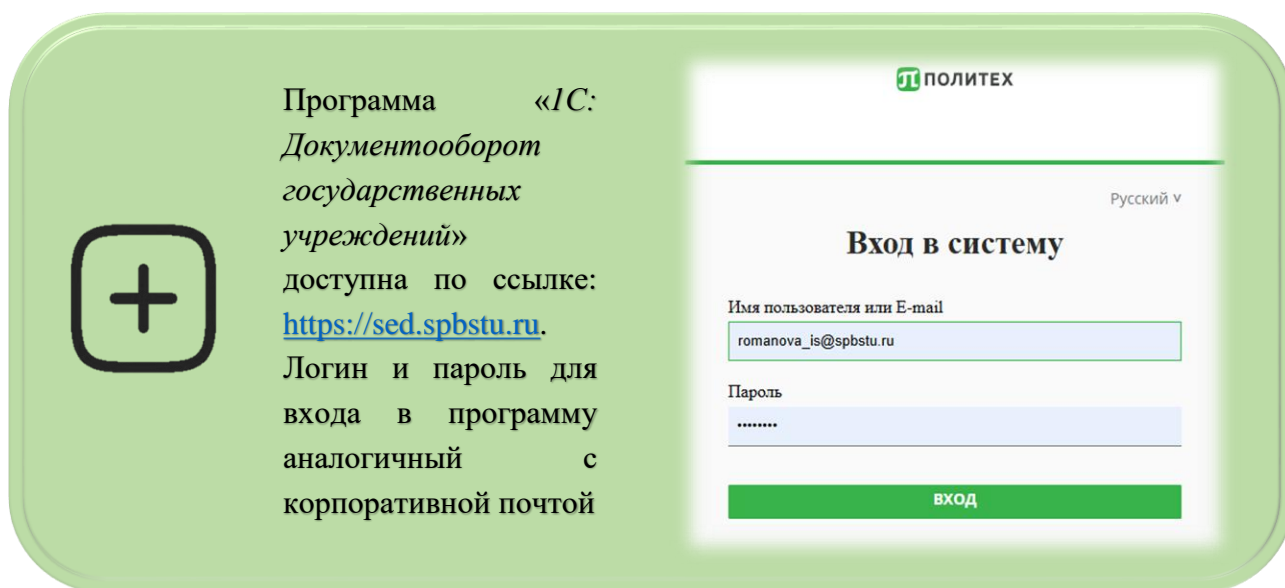 Программа «1С:
Документооборот
государственных
учреждений»
доступна по ссылке:
https://sed.spbstu.ru.
Логин и пароль для
входа в программу
аналогичный с
корпоративной почтой
ПОЛИТЕХ
Русский ˅
Вход в систему
Имя пользователя или E-mail
romanova_is@spbstu.ru
Пароль
••••••••
ВХОД